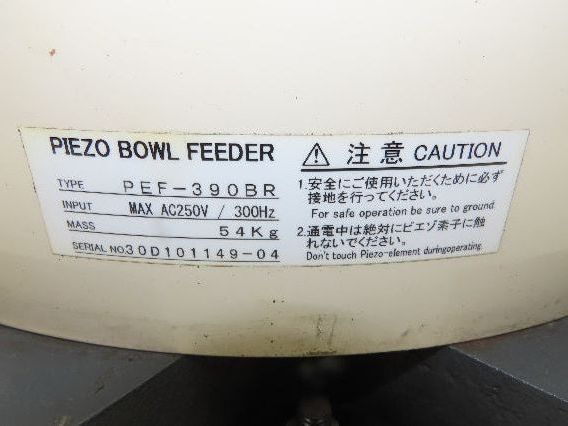 PIEZO BOWL FEEDER
TYPE PEF-390BR
INPUT MAX AC250V / 300Hz
MASS 54Kg
SERIAL NO.30D101149-04
⚠ 注意 CAUTION
1.安全にご使用いただくために必ず
接地を行ってください。
For safe operation be sure to ground.
2.通電中は絶対にピエゾ素子に触
れないでください。
Don't touch Piezo-element duringoperating.